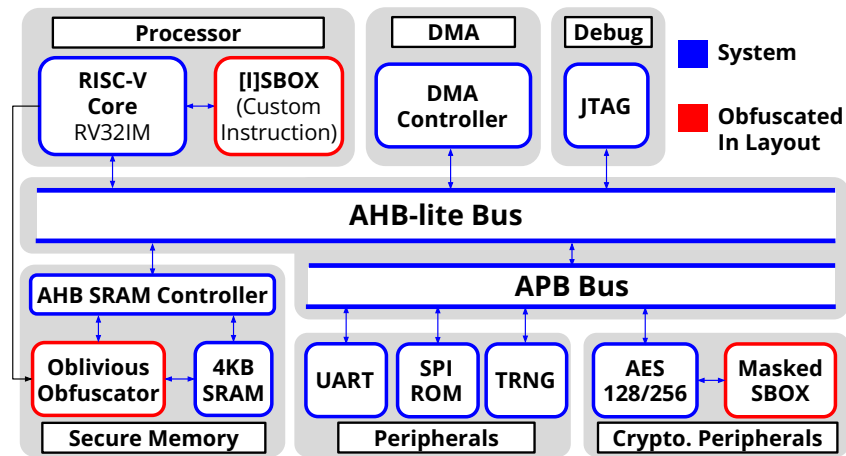 Processor
DMA
Debug
RISC-V
Core
RV32IM
[I]SBOX
(Custom
Instruction)
DMA
Controller
JTAG
System
Obfuscated
In Layout
AHB-lite Bus
APB Bus
AHB SRAM Controller
Oblivious
Obfuscator
4KB
SRAM
UART
SPI
ROM
TRNG
AES
128/256
Masked
SBOX
Secure Memory
Peripherals
Crypto. Peripherals